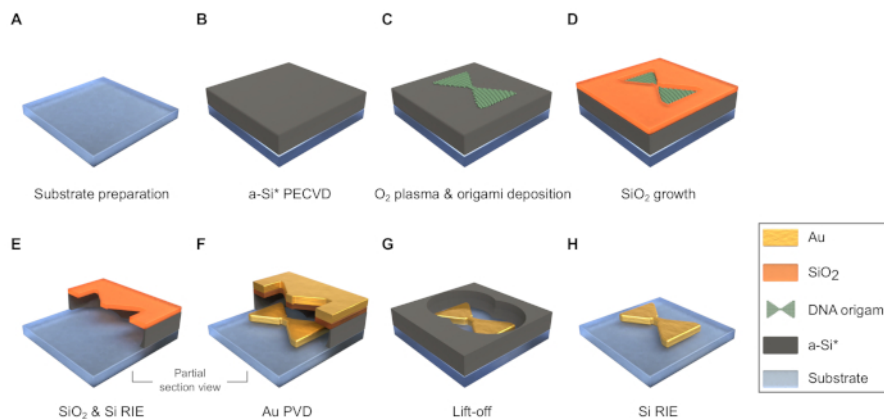 A
B
C
D
Substrate preparation
a-Si* PECVD
O₂ plasma & origami deposition
SiO₂ growth
E
F
G
H
Partial
section view
SiO₂ & Si RIE
Au PVD
Lift-off
Si RIE
Au
SiO₂
DNA origam
a-Si*
Substrate